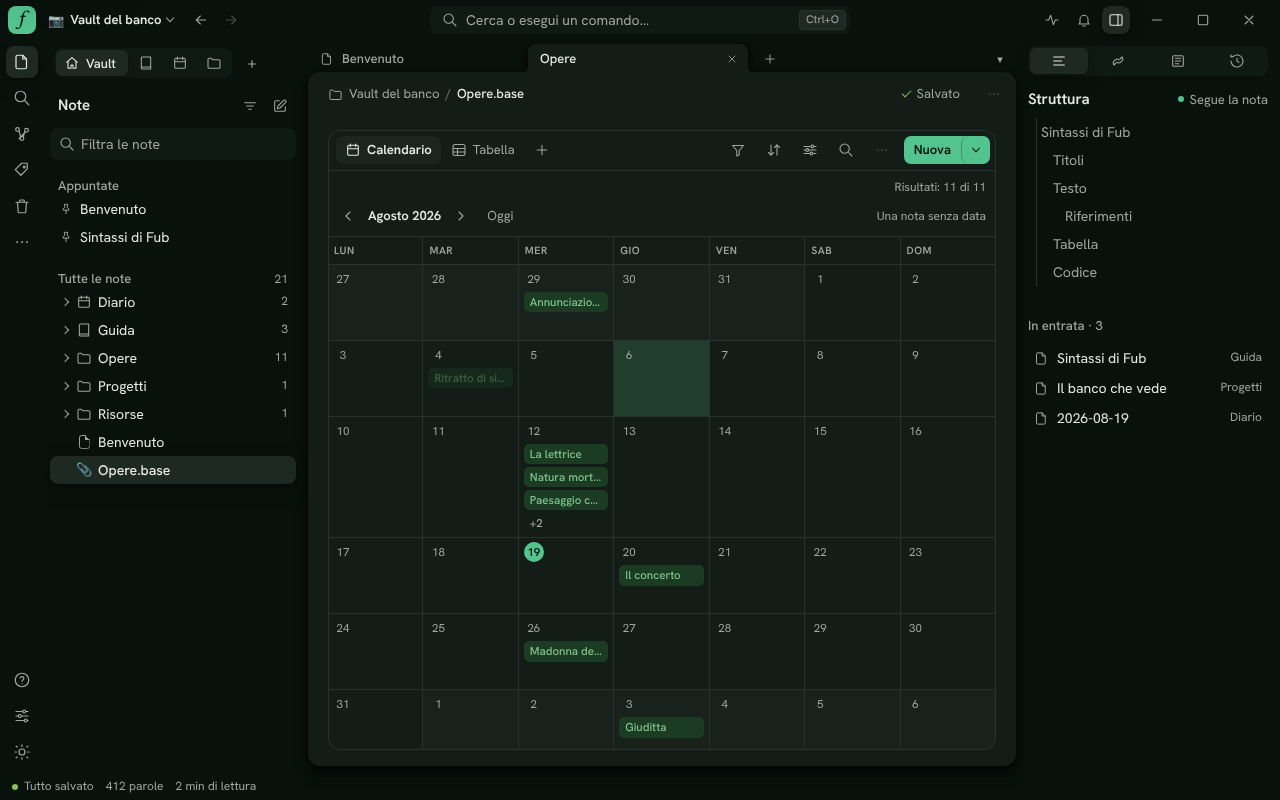 Vault del banco
Cerca o esegui un comando...
Ctrl+O
Vault
Note
Filtra le note
Appuntate
Benvenuto
Sintassi di Fub
Tutte le note 21
Diario 2
Guida 3
Opere 11
Progetti 1
Risorse 1
Benvenuto
Opere.base
Tutto salvato 412 parole 2 min di lettura
Benvenuto
Opere
Vault del banco / Opere.base
Salvato
Calendario
Tabella
Nuova
Risultati: 11 di 11
Agosto 2026
Oggi
Una nota senza data
LUN MAR MER GIO VEN SAB DOM
27 28 29 30 31 1 2
Annunciazio...
3 4 5 6 7 8 9
Ritratto di si...
10 11 12 13 14 15 16
La lettrice
Natura mort...
Paesaggio c...
+2
17 18 19 20 21 22 23
Il concerto
24 25 26 27 28 29 30
Madonna de...
31 1 2 3 4 5 6
Giuditta
Struttura
Segue la nota
Sintassi di Fub
Titoli
Testo
Riferimenti
Tabella
Codice
In entrata · 3
Sintassi di Fub Guida
Il banco che vede Progetti
2026-08-19 Diario